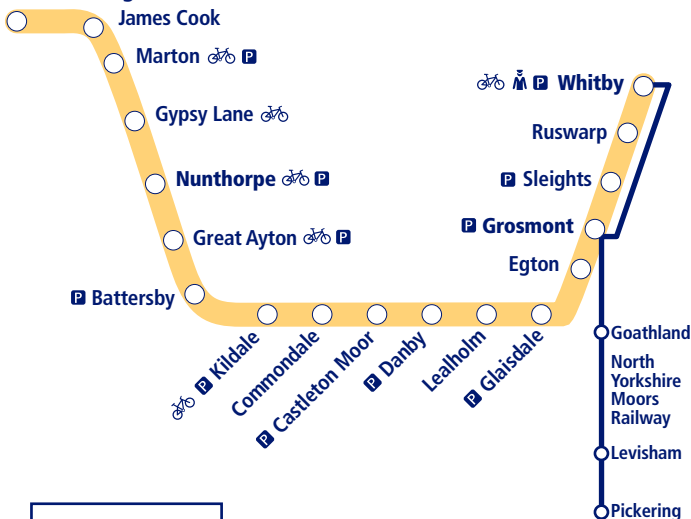 James Cook
Marton P
Gypsy Lane
Nunthorpe P
Great Ayton P
P Battersby
P Kildale
Commondale
P Castleton Moor
P Danby
Lealholm
P Glaisdale
Egton
P Grosmont
P Sleights
Ruswarp
P Whitby
Goathland
North
Yorkshire
Moors
Railway
Levisham
Pickering